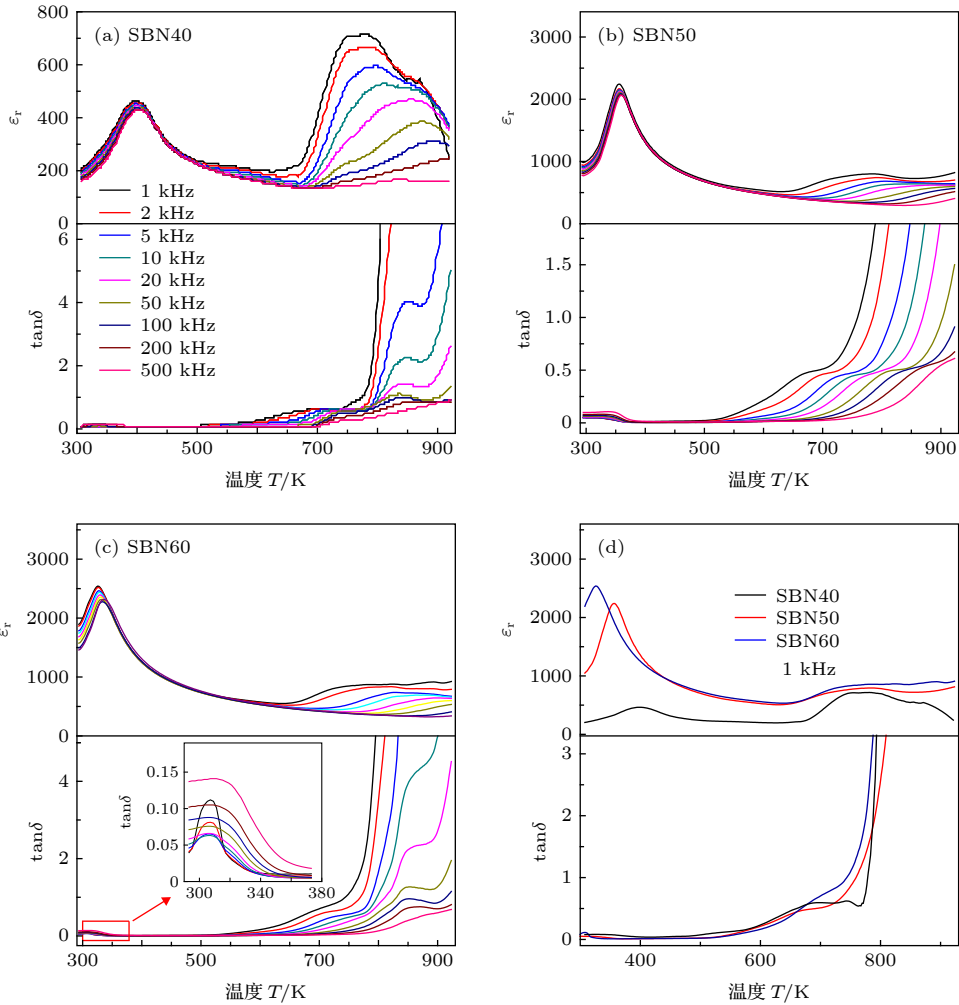 (a) SBN40
800
600
400
200
0
εr
1 kHz
2 kHz
5 kHz
10 kHz
20 kHz
50 kHz
100 kHz
200 kHz
500 kHz
6
4
2
0
tanδ
300 500 700 900
温度 T/K
(b) SBN50
3000
2000
1000
0
εr
1.5
1.0
0.5
0
tanδ
300 500 700 900
温度 T/K
(c) SBN60
3000
2000
1000
0
εr
4
2
0
tanδ
0.15
0.10
0.05
0
tanδ
300 340 380
300 500 700 900
温度 T/K
(d)
SBN40
SBN50
SBN60
1 kHz
3000
2000
1000
0
εr
3
2
1
0
tanδ
400 600 800
温度 T/K